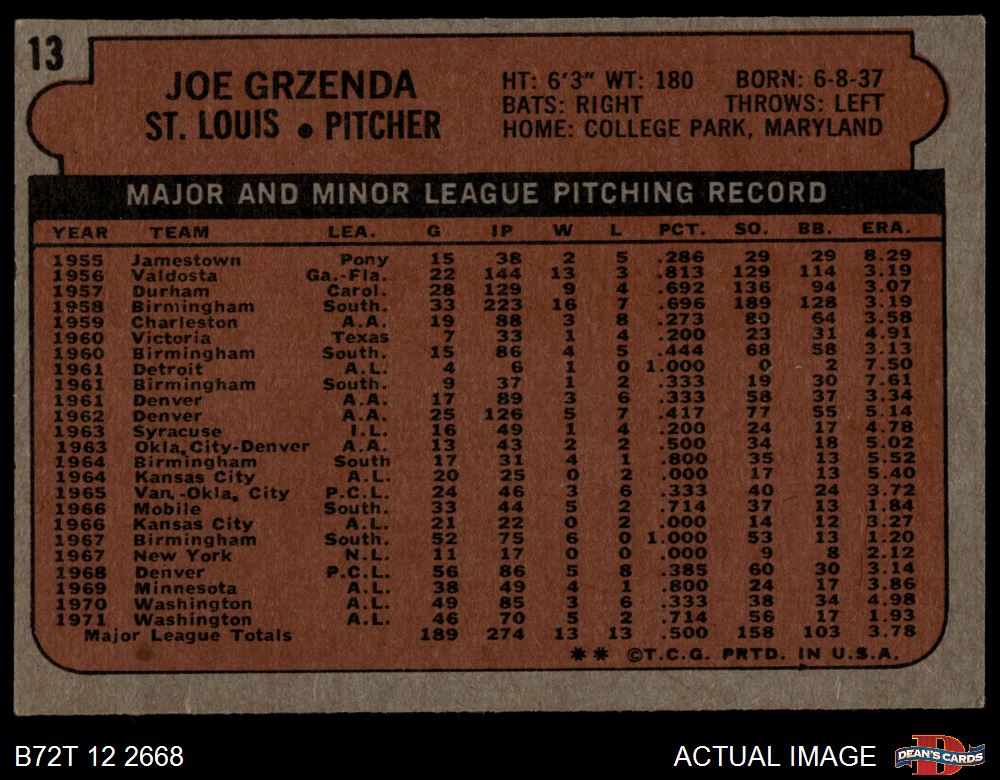 13
JOE GRZENDA
ST. LOUIS • PITCHER
HT: 6'3" WT: 180 BORN: 6-8-37
BATS: RIGHT THROWS: LEFT
HOME: COLLEGE PARK, MARYLAND
MAJOR AND MINOR LEAGUE PITCHING RECORD
YEAR TEAM LEA. G IP W L PCT. SO. BB. ERA.
1955 Jamestown Pony 15 38 2 5 .286 29 29 8.29
1956 Valdosta Ga.-Fla. 22 144 13 3 .813 129 114 3.19
1957 Durham Carol. 28 129 9 4 .692 136 94 3.07
1958 Birmingham South. 33 223 16 7 .696 189 128 3.19
1959 Charleston A.A. 19 88 3 8 .273 80 64 3.58
1960 Victoria Texas 7 33 1 4 .200 23 31 4.91
1960 Birmingham South. 15 86 4 5 .444 68 58 3.13
1961 Detroit A.L. 4 6 1 0 1.000 0 2 7.50
1961 Birmingham South. 9 37 1 2 .333 19 30 7.61
1961 Denver A.A. 17 89 3 6 .333 58 37 3.34
1962 Denver A.A. 25 126 5 7 .417 77 55 5.14
1963 Syracuse I.L. 16 49 1 4 .200 24 17 4.78
1963 Okla. City-Denver A.A. 13 43 2 2 .500 34 18 5.02
1964 Birmingham South 17 31 4 1 .800 35 13 5.52
1964 Kansas City A.L. 20 25 0 2 .000 17 13 5.40
1965 Van.-Okla. City P.C.L. 24 46 3 6 .333 40 24 3.72
1966 Mobile South. 33 44 5 2 .714 37 13 1.84
1966 Kansas City A.L. 21 22 0 2 .000 14 12 3.27
1967 Birmingham South. 52 75 6 0 1.000 53 13 1.20
1967 New York N.L. 11 17 0 0 .000 9 8 2.12
1968 Denver P.C.L. 56 86 5 8 .385 60 30 3.14
1969 Minnesota A.L. 38 49 4 1 .800 24 17 3.86
1970 Washington A.L. 49 85 3 6 .333 38 34 4.98
1971 Washington A.L. 46 70 5 2 .714 56 17 1.93
Major League Totals 189 274 13 13 .500 158 103 3.78
** ©T.C.G. PRTD. IN U.S.A.
B72T 12 2668 ACTUAL IMAGE
D
DEAN'S CARDS